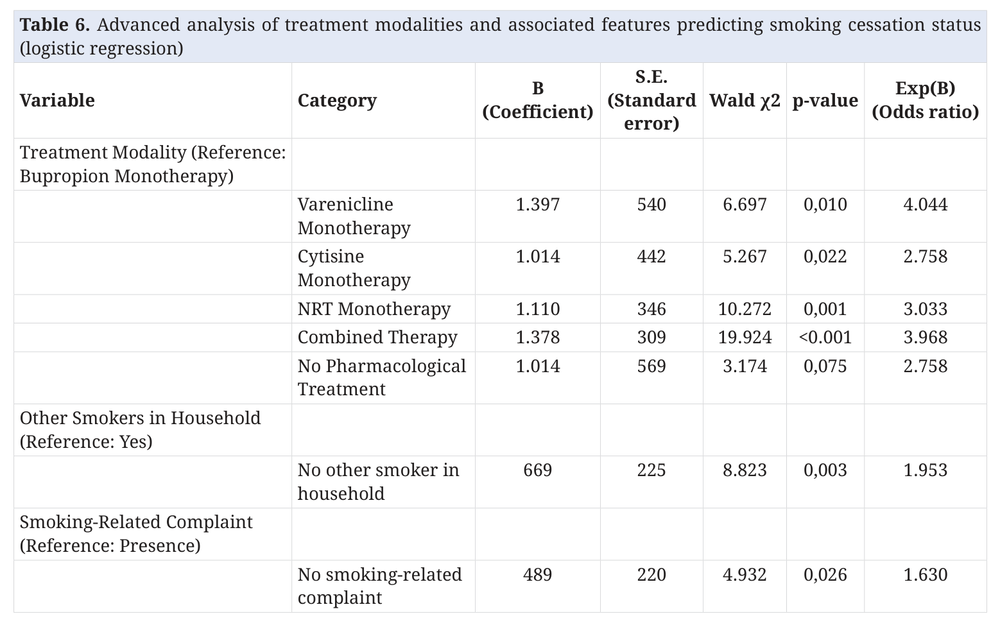 Table 6. Advanced analysis of treatment modalities and associated features predicting smoking cessation status
(logistic regression)
Variable Category B (Coefficient) S.E. (Standard error) Wald χ2 p-value Exp(B) (Odds ratio)
Treatment Modality (Reference:
Bupropion Monotherapy)
Varenicline 1.397 540 6.697 0,010 4.044
Monotherapy
Cytisine 1.014 442 5.267 0,022 2.758
Monotherapy
NRT Monotherapy 1.110 346 10.272 0,001 3.033
Combined Therapy 1.378 309 19.924 <0.001 3.968
No Pharmacological 1.014 569 3.174 0,075 2.758
Treatment
Other Smokers in Household
(Reference: Yes)
No other smoker in 669 225 8.823 0,003 1.953
household
Smoking-Related Complaint
(Reference: Presence)
No smoking-related 489 220 4.932 0,026 1.630
complaint